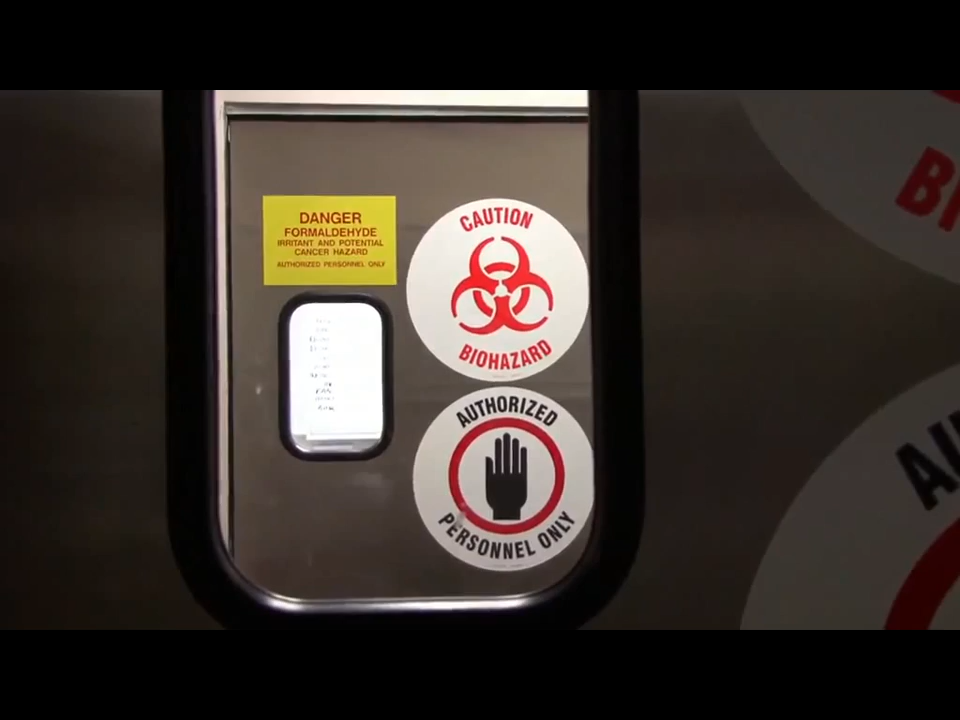 DANGER
FORMALDEHYDE
IRRITANT AND POTENTIAL
CANCER HAZARD
AUTHORIZED PERSONNEL ONLY
CAUTION
BIOHAZARD
AUTHORIZED
PERSONNEL ONLY